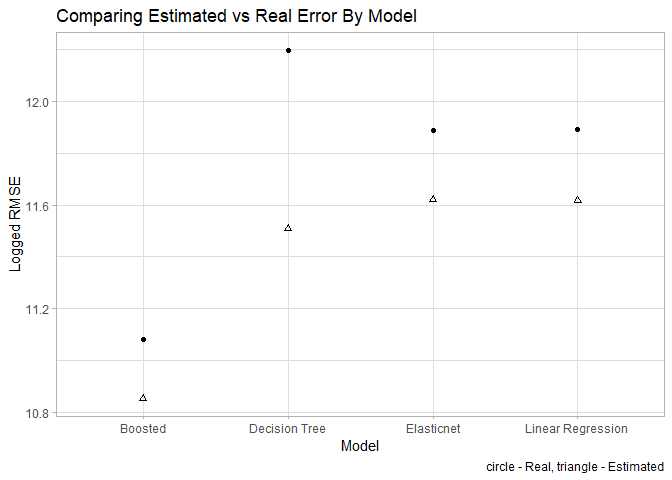 Comparing Estimated vs Real Error By Model
Logged RMSE
12.0
11.6
11.2
10.8
Boosted
Decision Tree
Elasticnet
Linear Regression
Model
circle - Real, triangle - Estimated